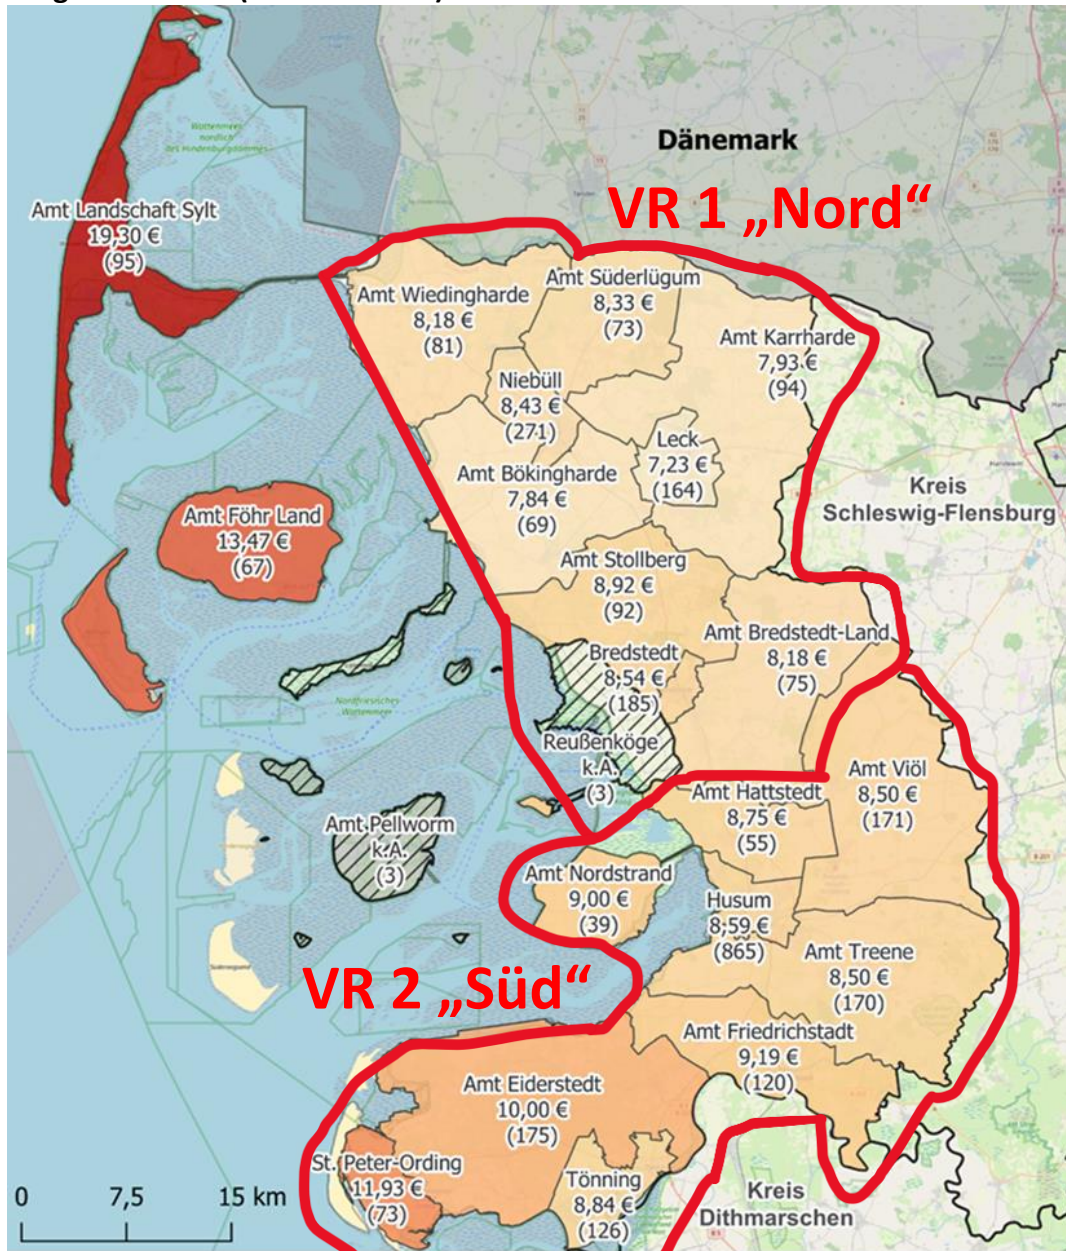 Wattenmeer
nördlich
des Hindenburgdammes
Dänemark
VR 1 „Nord“
Amt Landschaft Sylt
19,30 €
(95)
Amt Wiedingharde
8,18 €
(81)
Amt Süderlügum
8,33 €
(73)
Amt Karrharde
7,93 €
(94)
Niebüll
8,43 €
(271)
Leck
7,23 €
(164)
Amt Bökingharde
7,84 €
(69)
Kreis
Schleswig-Flensburg
Amt Föhr Land
13,47 €
(67)
Amt Stollberg
8,92 €
(92)
Amt Bredstedt-Land
8,18 €
(75)
Bredstedt
8,54 €
(185)
Nordfriesisches
Wattenmeer
Reußenköge
k.A.
(3)
Amt Viöl
8,50 €
(171)
Amt Hattstedt
8,75 €
(55)
Amt Pellworm
k.A.
(3)
Amt Nordstrand
9,00 €
(39)
Husum
8,59 €
(865)
Amt Treene
8,50 €
(170)
VR 2 „Süd“
Amt Friedrichstadt
9,19 €
(120)
Amt Eiderstedt
10,00 €
(175)
St. Peter-Ording
11,93 €
(73)
Tönning
8,84 €
(126)
Kreis
Dithmarschen
0 7,5 15 km